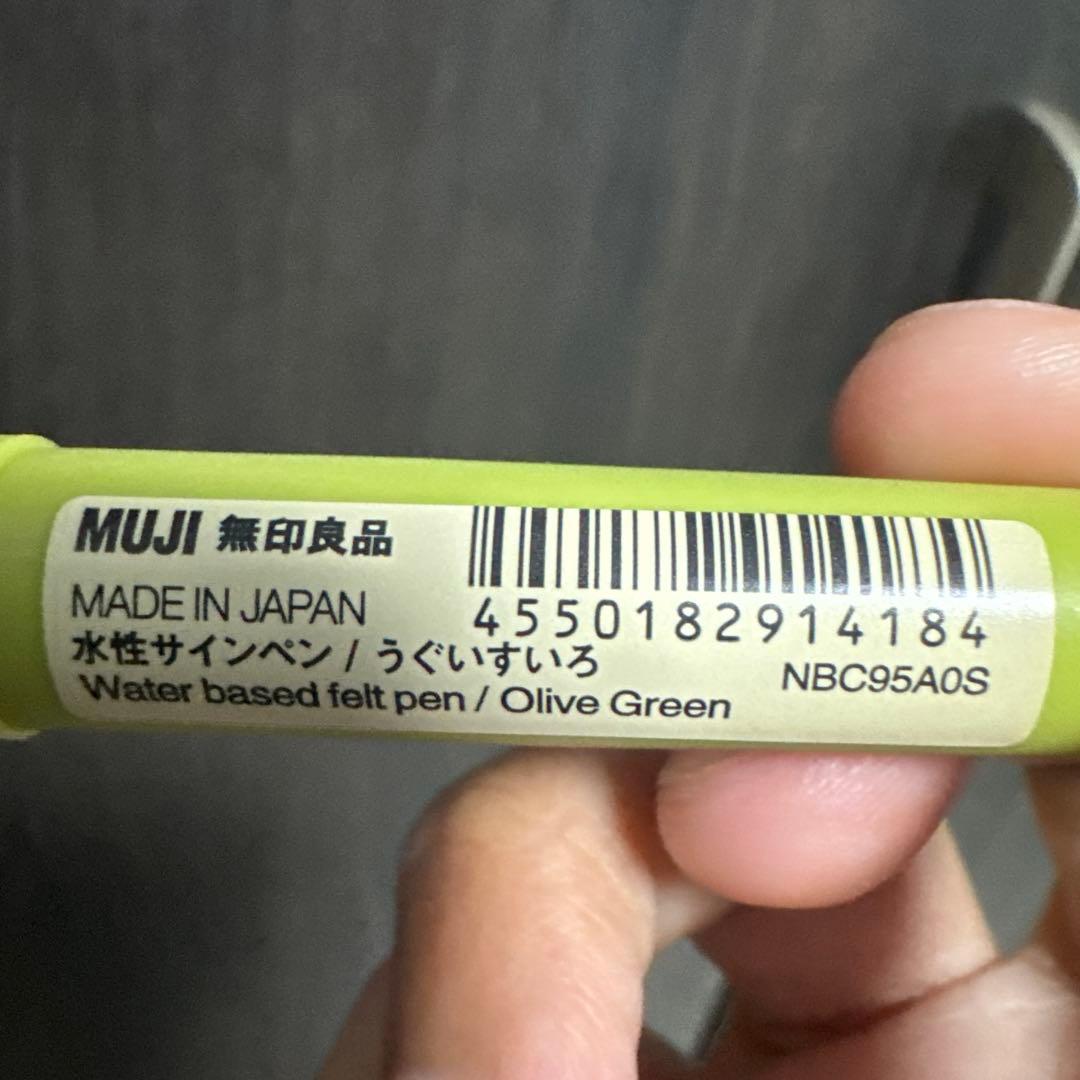 MUJI 無印良品
MADE IN JAPAN
4550182914184
水性サインペン / うぐいすいろ
NBC95A0S
Water based felt pen / Olive Green